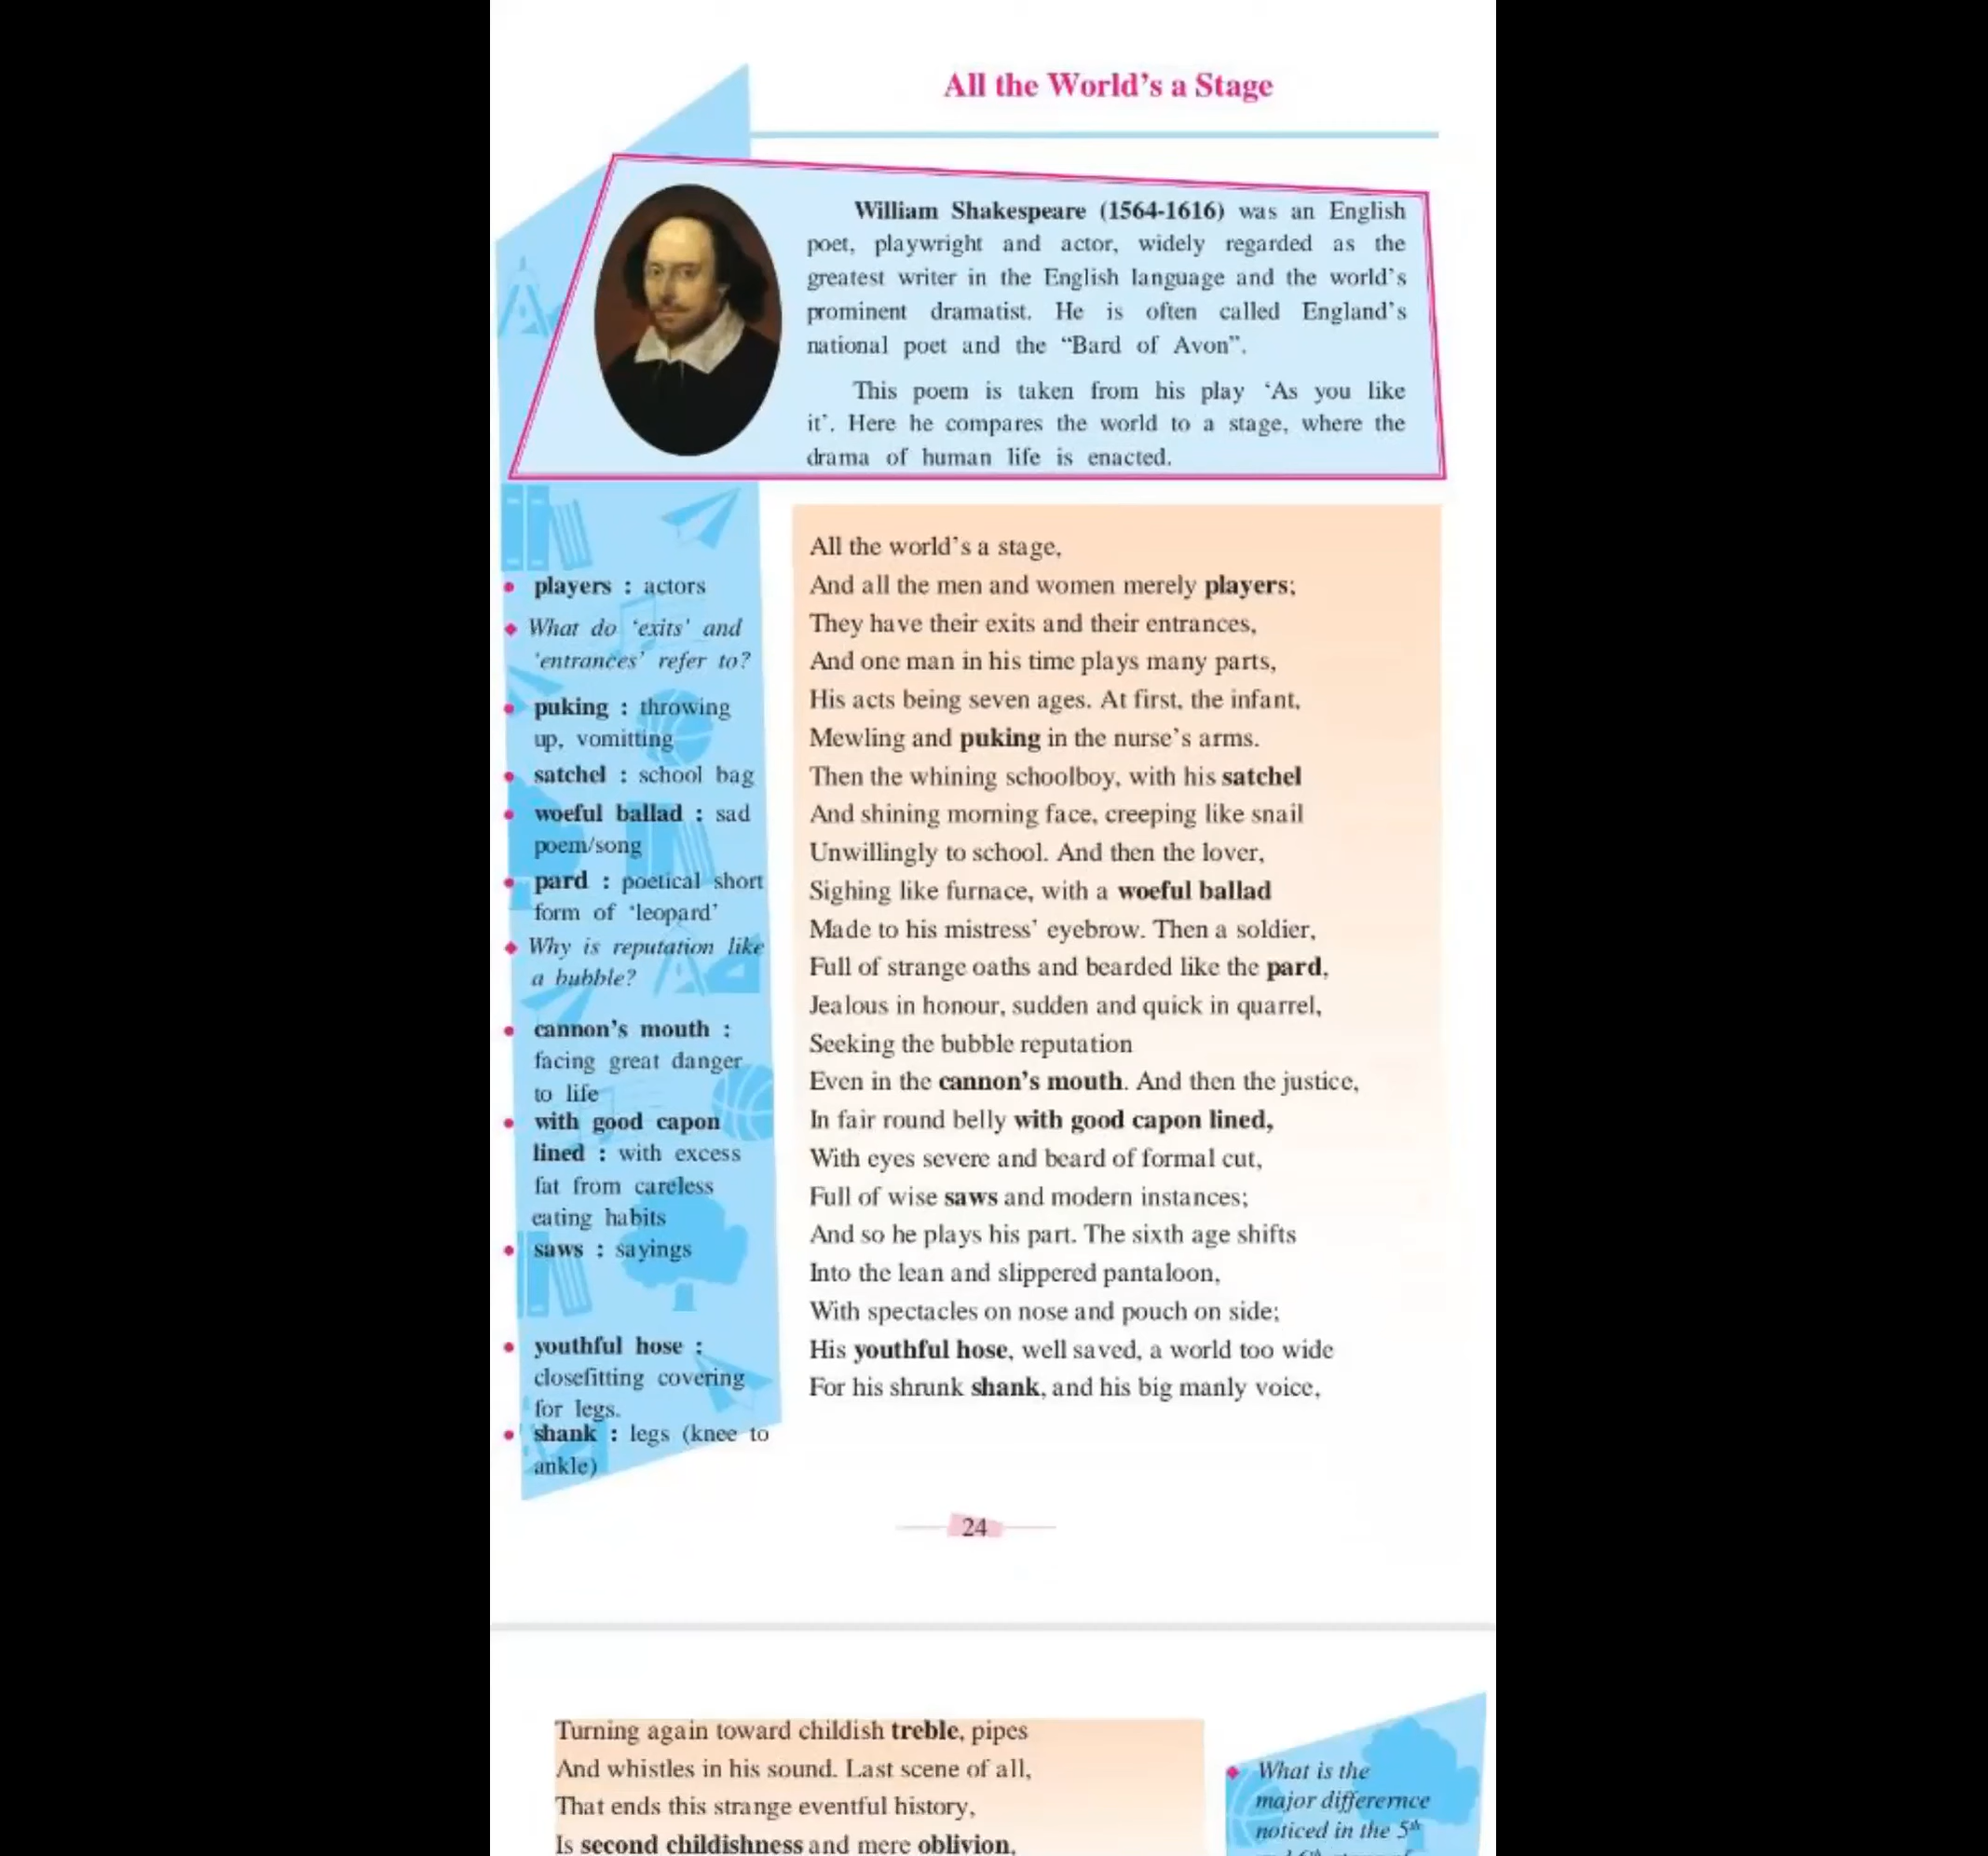 All the World's a Stage
William Shakespeare (1564-1616) was an English
poet, playwright and actor, widely regarded as the
greatest writer in the English language and the world's
prominent dramatist. He is often called England's
national poet and the “Bard of Avon”.
This poem is taken from his play ‘As you like
it’. Here he compares the world to a stage, where the
drama of human life is enacted.
• players : actors
◆ What do ‘exits’ and
‘entrances’ refer to?
• puking : throwing
up, vomitting
• satchel : school bag
• woeful ballad : sad
poem/song
• pard : poetical short
form of ‘leopard’
◆ Why is reputation like
a bubble?
• cannon's mouth :
facing great danger
to life
• with good capon
lined : with excess
fat from careless
eating habits
• saws : sayings
• youthful hose :
closefitting covering
for legs.
• shank : legs (knee to
ankle)
All the world's a stage,
And all the men and women merely players;
They have their exits and their entrances,
And one man in his time plays many parts,
His acts being seven ages. At first, the infant,
Mewling and puking in the nurse's arms.
Then the whining schoolboy, with his satchel
And shining morning face, creeping like snail
Unwillingly to school. And then the lover,
Sighing like furnace, with a woeful ballad
Made to his mistress' eyebrow. Then a soldier,
Full of strange oaths and bearded like the pard,
Jealous in honour, sudden and quick in quarrel,
Seeking the bubble reputation
Even in the cannon's mouth. And then the justice,
In fair round belly with good capon lined,
With eyes severe and beard of formal cut,
Full of wise saws and modern instances;
And so he plays his part. The sixth age shifts
Into the lean and slippered pantaloon,
With spectacles on nose and pouch on side;
His youthful hose, well saved, a world too wide
For his shrunk shank, and his big manly voice,
24
Turning again toward childish treble, pipes
And whistles in his sound. Last scene of all,
That ends this strange eventful history,
Is second childishness and mere oblivion,
◆ What is the
major differernce
noticed in the 5th